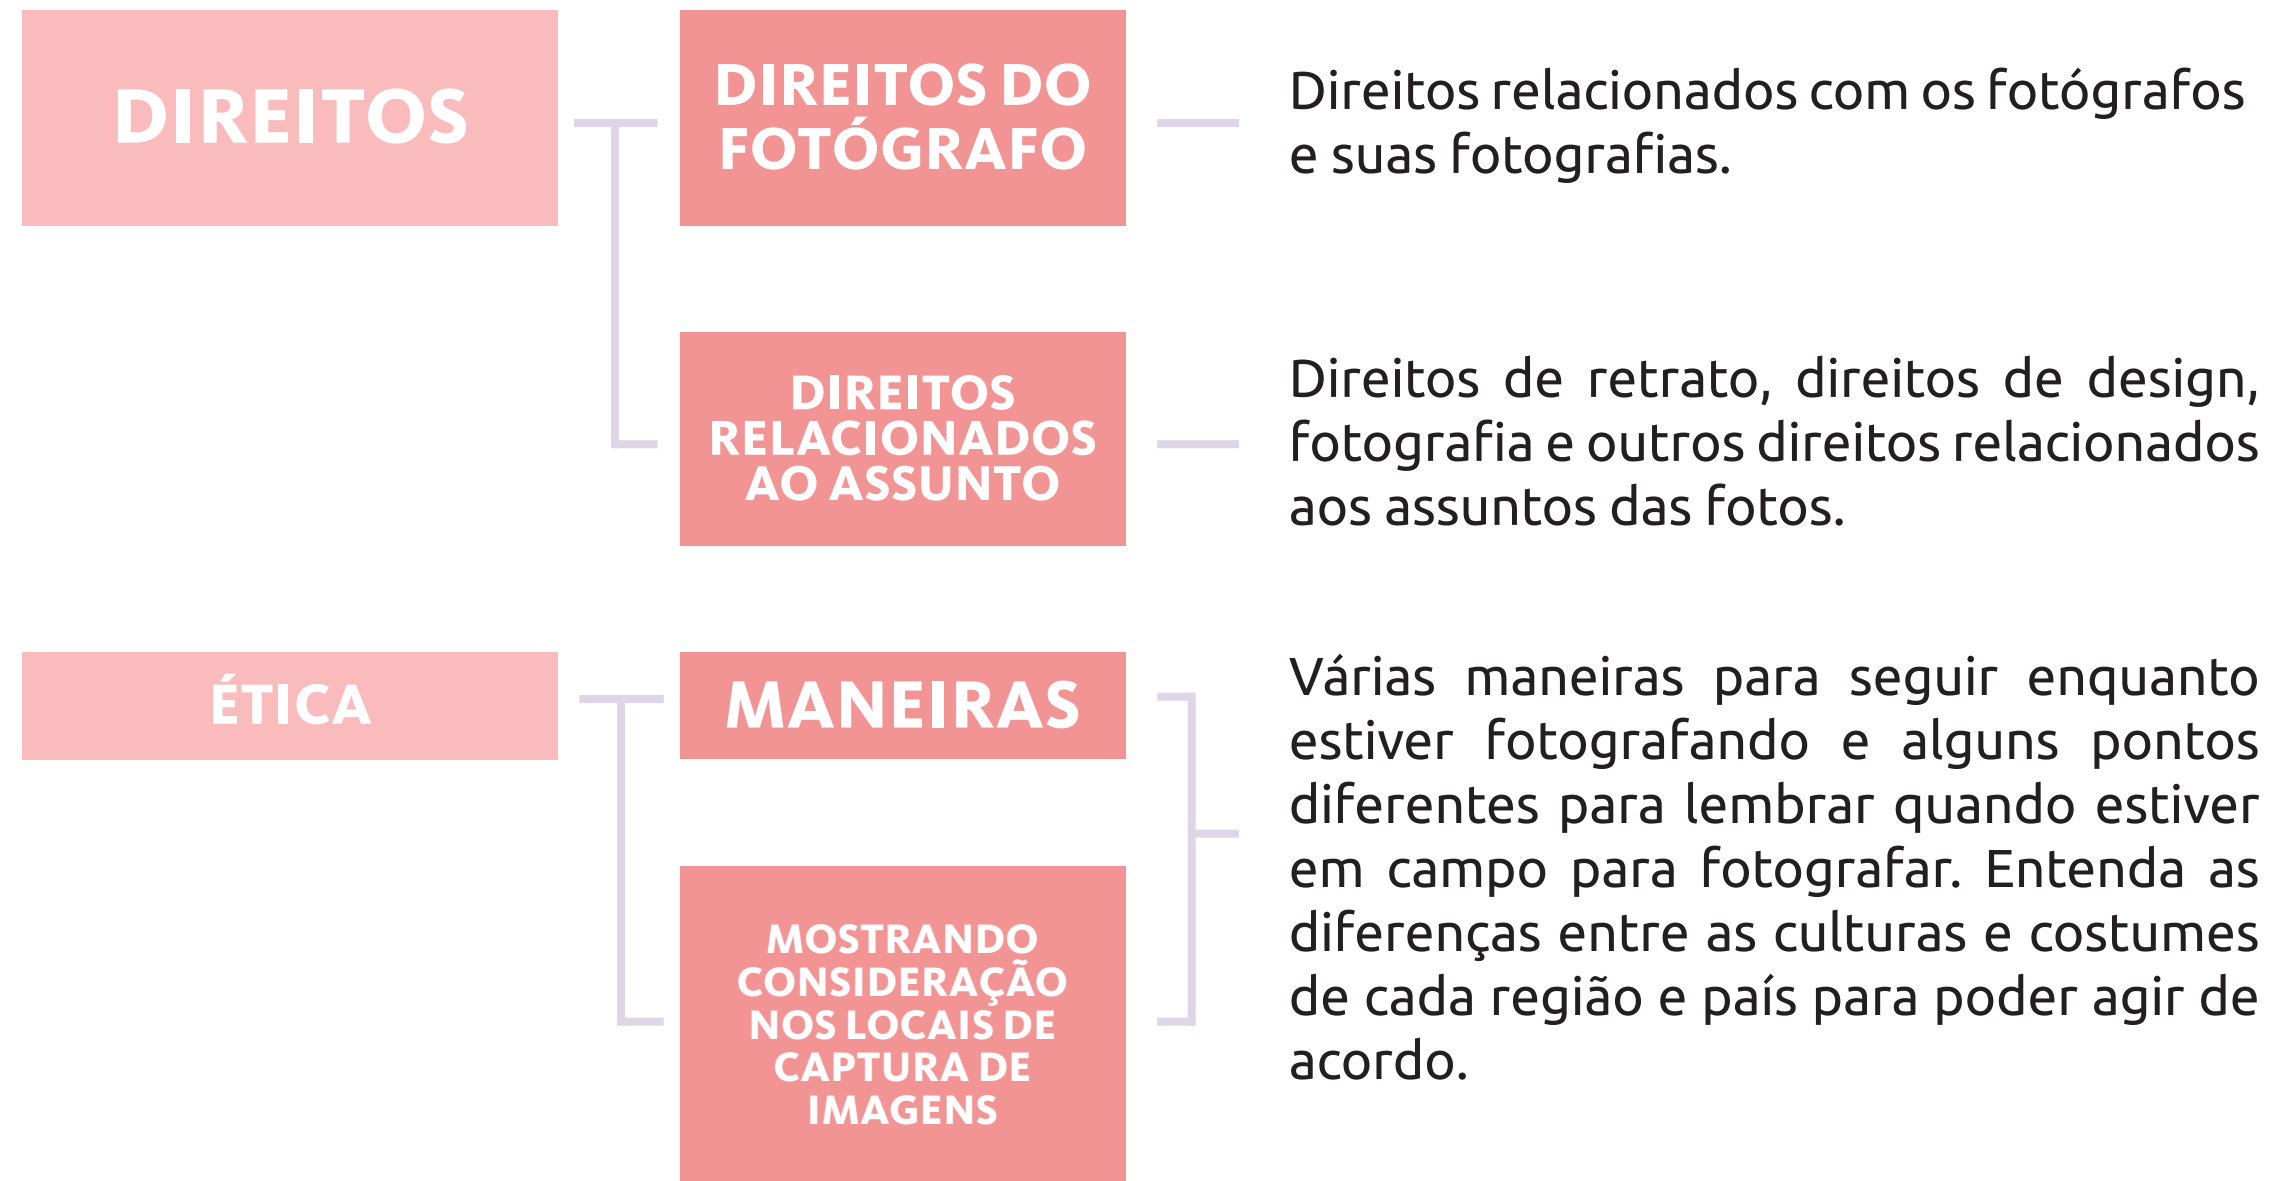 DIREITOS
DIREITOS DO
FOTÓGRAFO
Direitos relacionados com os fotógrafos
e suas fotografias.
DIREITOS
RELACIONADOS
AO ASSUNTO
Direitos de retrato, direitos de design,
fotografia e outros direitos relacionados
aos assuntos das fotos.
ÉTICA
MANEIRAS
MOSTRANDO
CONSIDERAÇÃO
NOS LOCAIS DE
CAPTURA DE
IMAGENS
Várias maneiras para seguir enquanto
estiver fotografando e alguns pontos
diferentes para lembrar quando estiver
em campo para fotografar. Entenda as
diferenças entre as culturas e costumes
de cada região e país para poder agir de
acordo.